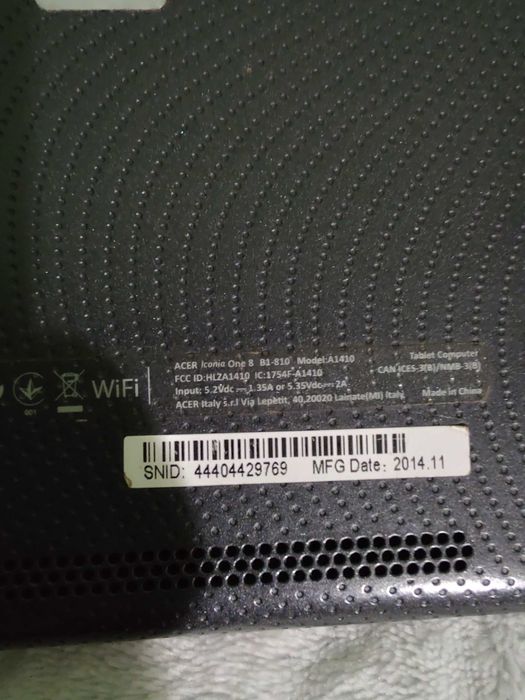 ACER Iconia One 8 B1-810 Model:A1410 Tablet Computer
FCC ID:HLZA1410 IC:1754F-A1410 CAN ICES-3(B)/NMB-3(B)
Input: 5.2Vdc⎓1.35A or 5.35Vdc⎓2A
ACER Italy s.r.l Via Lepetit, 40,20020 Lainate(MI) Italy Made in China
001
WiFi
SNID: 44404429769 MFG Date: 2014.11